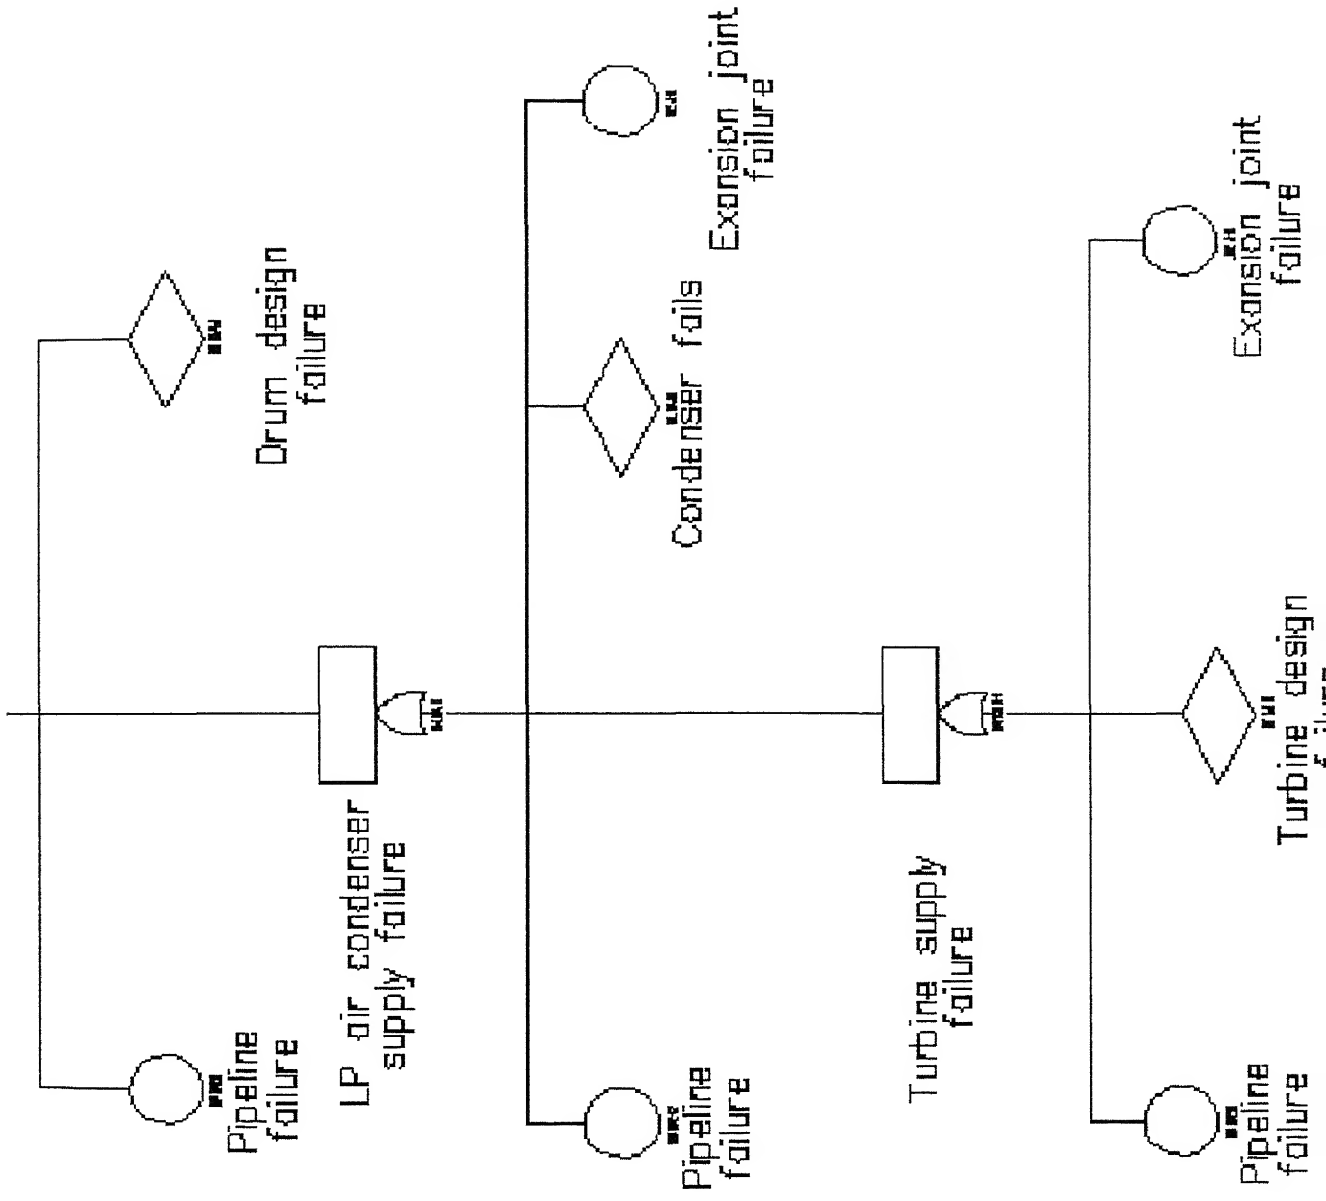 Pipeline
failure
Drum design
failure
LP air condenser
supply failure
Pipeline
failure
Condenser fails
Exansion joint
failure
Turbine supply
failure
Pipeline
failure
Turbine design
Exansion joint
failure